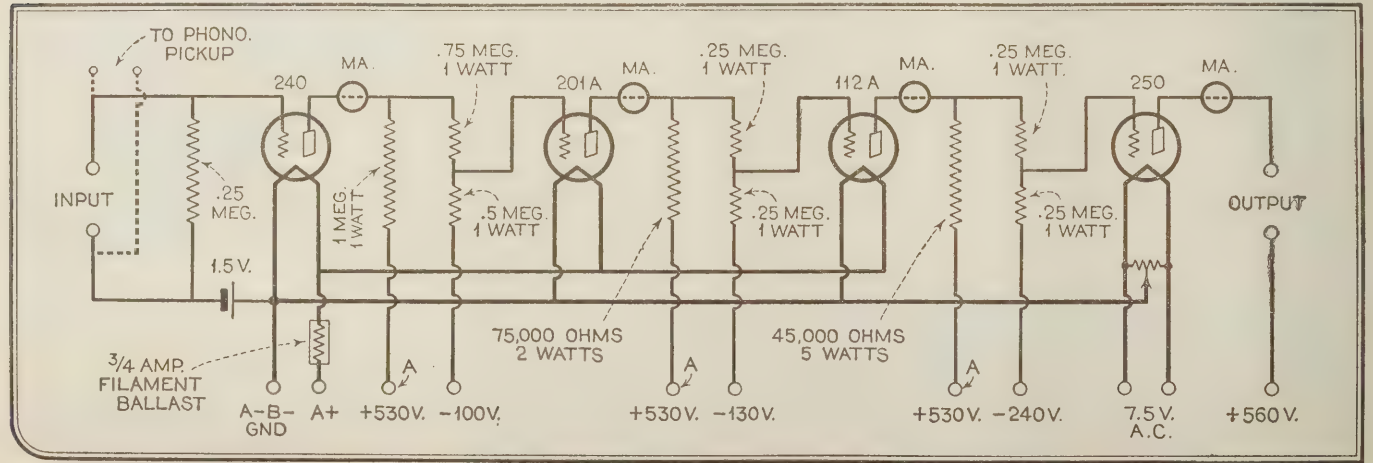 TO PHONO.
PICKUP
.75 MEG.
1 WATT
.25 MEG.
1 WATT
.25 MEG.
1 WATT.
240
MA.
201A
MA.
112A
MA.
250
MA.
INPUT
.25
MEG.
1 MEG.
1 WATT
.5 MEG.
1 WATT
.25 MEG.
1 WATT
.25 MEG.
1 WATT
OUTPUT
1.5 V.
75,000 OHMS
2 WATTS
45,000 OHMS
5 WATTS
3/4 AMP.
FILAMENT
BALLAST
A
A
A
A-B-
GND
A+
+530V.
-100V.
+530V.
-130V.
+530V.
-240V.
7.5 V.
A.C.
+560V.